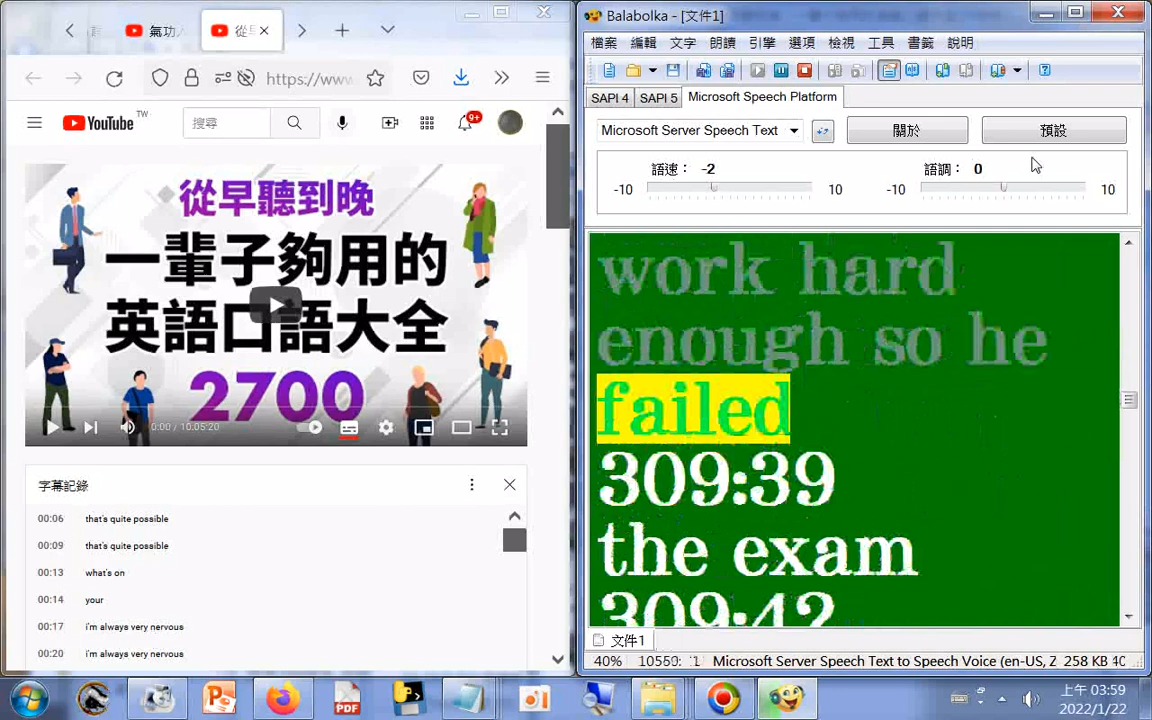 氣功
從
https://www
YouTube TW
搜尋
9+
從早聽到晚
一輩子夠用的
英語口語大全
2700
0:00 / 10:05:20
字幕記錄
00:06 that's quite possible
00:09 that's quite possible
00:13 what's on
00:14 your
00:17 i'm always very nervous
00:20 i'm always very nervous
Balabolka - [文件1]
檔案 編輯 文字 朗讀 引擎 選項 檢視 工具 書籤 說明
SAPI 4 SAPI 5 Microsoft Speech Platform
Microsoft Server Speech Text 關於 預設
語速： -2 語調： 0
-10 10 -10 10
work hard
enough so he
failed
309:39
the exam
309:42
文件1
40% Microsoft Server Speech Text to Speech Voice (en-US, Z 258 KB
PDF
上午 03:59
2022/1/22